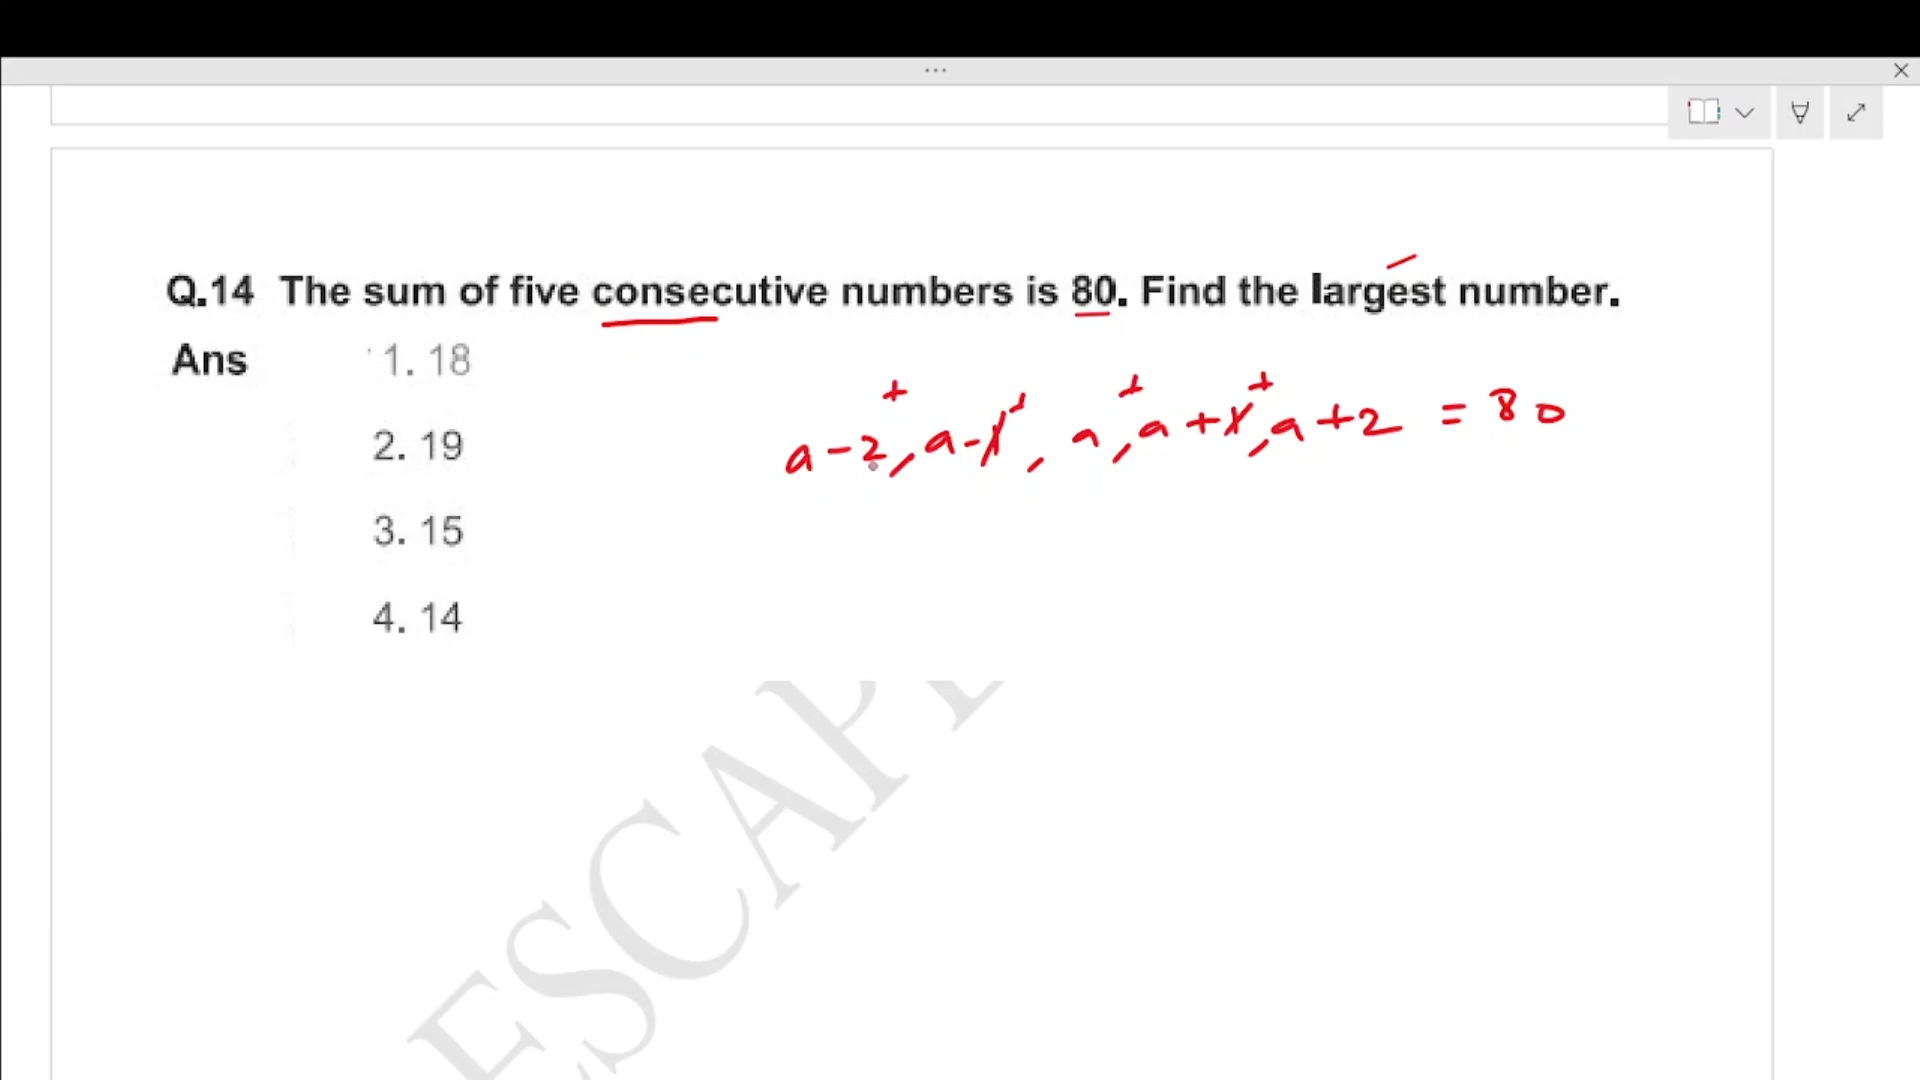 Q.14 The sum of five consecutive numbers is 80. Find the largest number.
Ans 1. 18
a-2 + a-1 + a + a+1 + a+2 = 80
2. 19
3. 15
4. 14
ESCAP